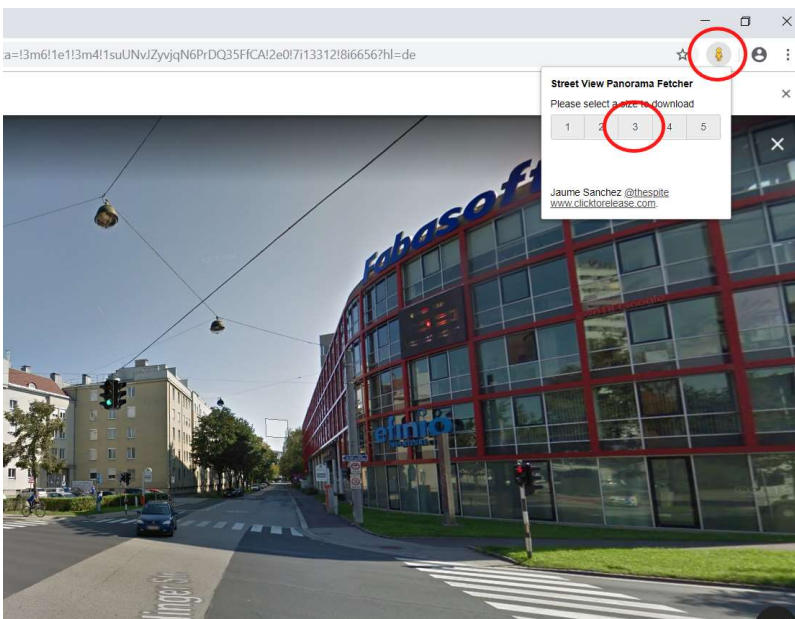 :a=!3m6!1e1!3m4!1suUNvJZyvjqN6PrDQ35FfCA!2e0!7i13312!8i6656?hl=de
Street View Panorama Fetcher
Please select a size to download
1 2 3 4 5
Jaume Sanchez @thespite
www.clicktorelease.com.
Fabasoft
efinio